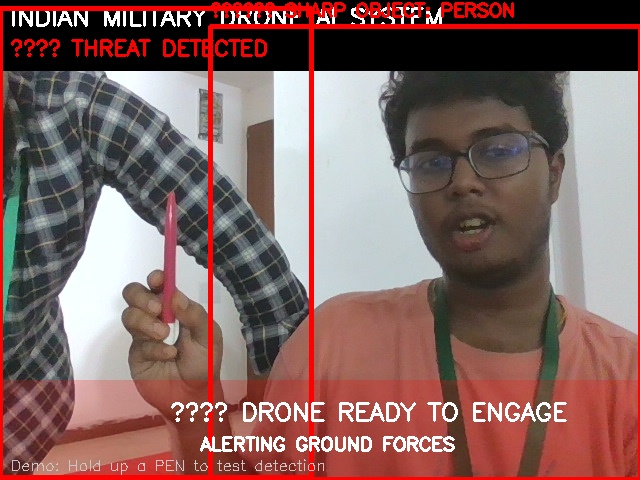 INDIAN MILITARY DRONE AI SYSTEM
?????? SHARP OBJECT: PERSON
???? THREAT DETECTED
???? DRONE READY TO ENGAGE
ALERTING GROUND FORCES
Demo: Hold up a PEN to test detection